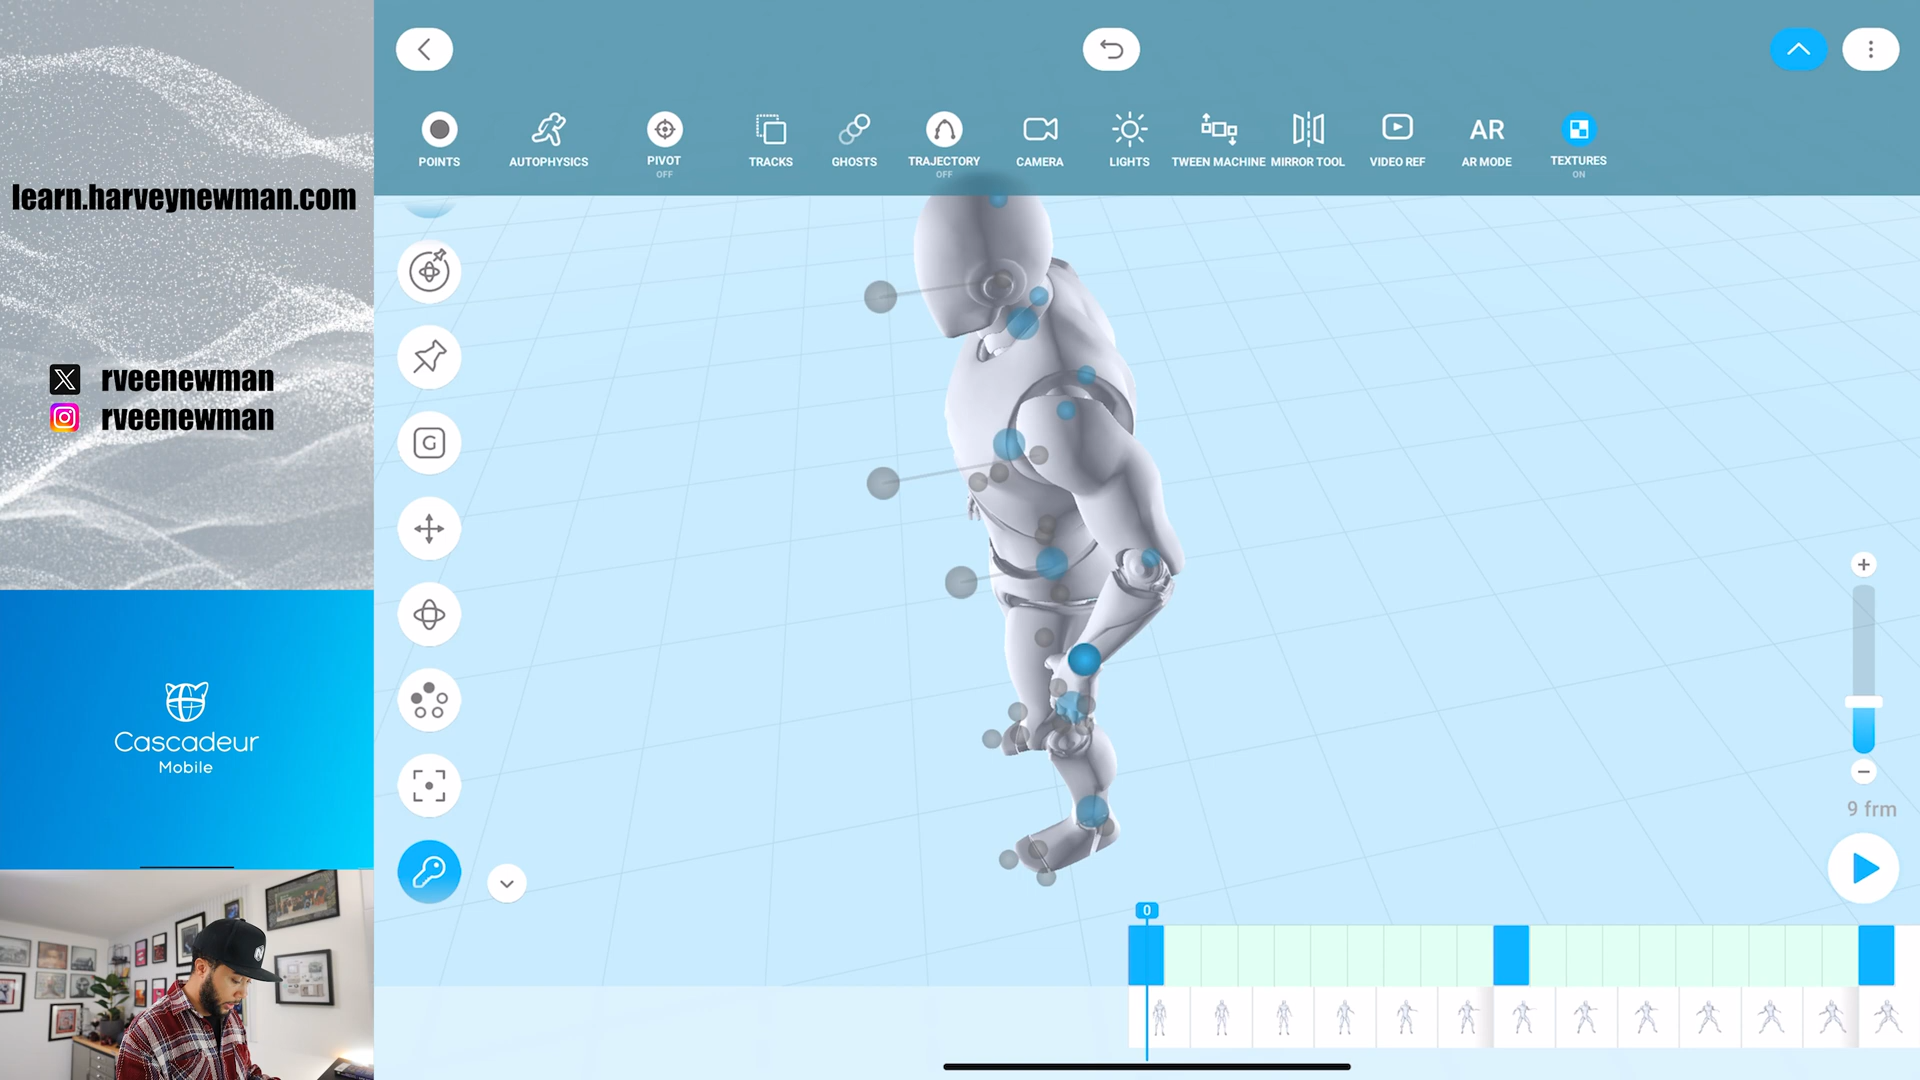 learn.harveynewman.com
rveenewman
rveenewman
Cascadeur
Mobile
POINTS
AUTOPHYSICS
PIVOT
OFF
TRACKS
GHOSTS
TRAJECTORY
OFF
CAMERA
LIGHTS
TWEEN MACHINE
MIRROR TOOL
VIDEO REF
AR
AR MODE
TEXTURES
ON
G
9 frm
0